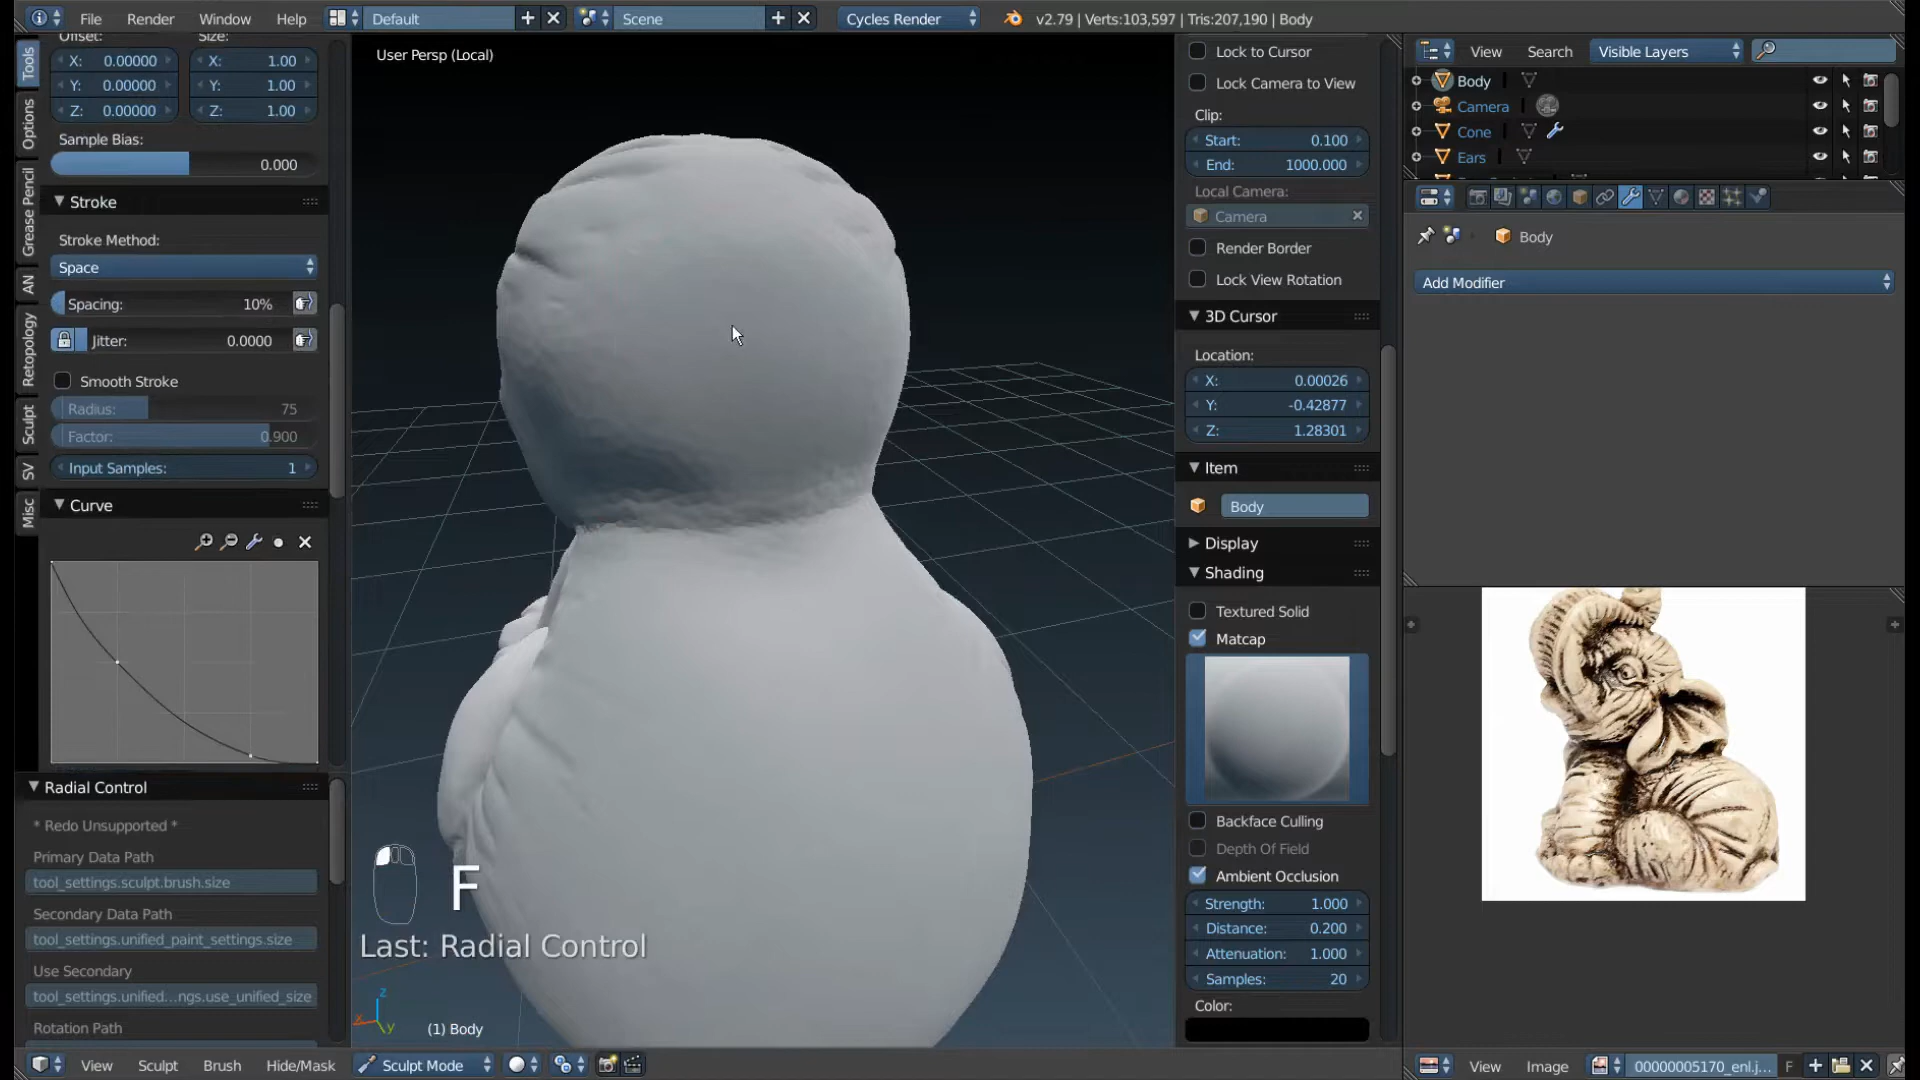 File Render Window Help Default Scene Cycles Render v2.79 | Verts:103,597 | Tris:207,190 | Body
Tools
Options
Grease Pencil
AN
Retopology
Sculpt
SV
Misc
Offset: Size:
X: 0.00000 X: 1.00
Y: 0.00000 Y: 1.00
Z: 0.00000 Z: 1.00
Sample Bias:
0.000
Stroke
Stroke Method:
Space
Spacing: 10%
Jitter: 0.0000
Smooth Stroke
Radius: 75
Factor: 0.900
Input Samples: 1
Curve
Radial Control
* Redo Unsupported *
Primary Data Path
tool_settings.sculpt.brush.size
Secondary Data Path
tool_settings.unified_paint_settings.size
Use Secondary
tool_settings.unified...ngs.use_unified_size
Rotation Path
User Persp (Local)
F
Last: Radial Control
z
x
y
(1) Body
View Sculpt Brush Hide/Mask Sculpt Mode
Lock to Cursor
Lock Camera to View
Clip:
Start: 0.100
End: 1000.000
Local Camera:
Camera
Render Border
Lock View Rotation
3D Cursor
Location:
X: 0.00026
Y: -0.42877
Z: 1.28301
Item
Body
Display
Shading
Textured Solid
Matcap
Backface Culling
Depth Of Field
Ambient Occlusion
Strength: 1.000
Distance: 0.200
Attenuation: 1.000
Samples: 20
Color:
View Search Visible Layers
Body
Camera
Cone
Ears
Body
Add Modifier
View Image 00000005170_enl.j... F